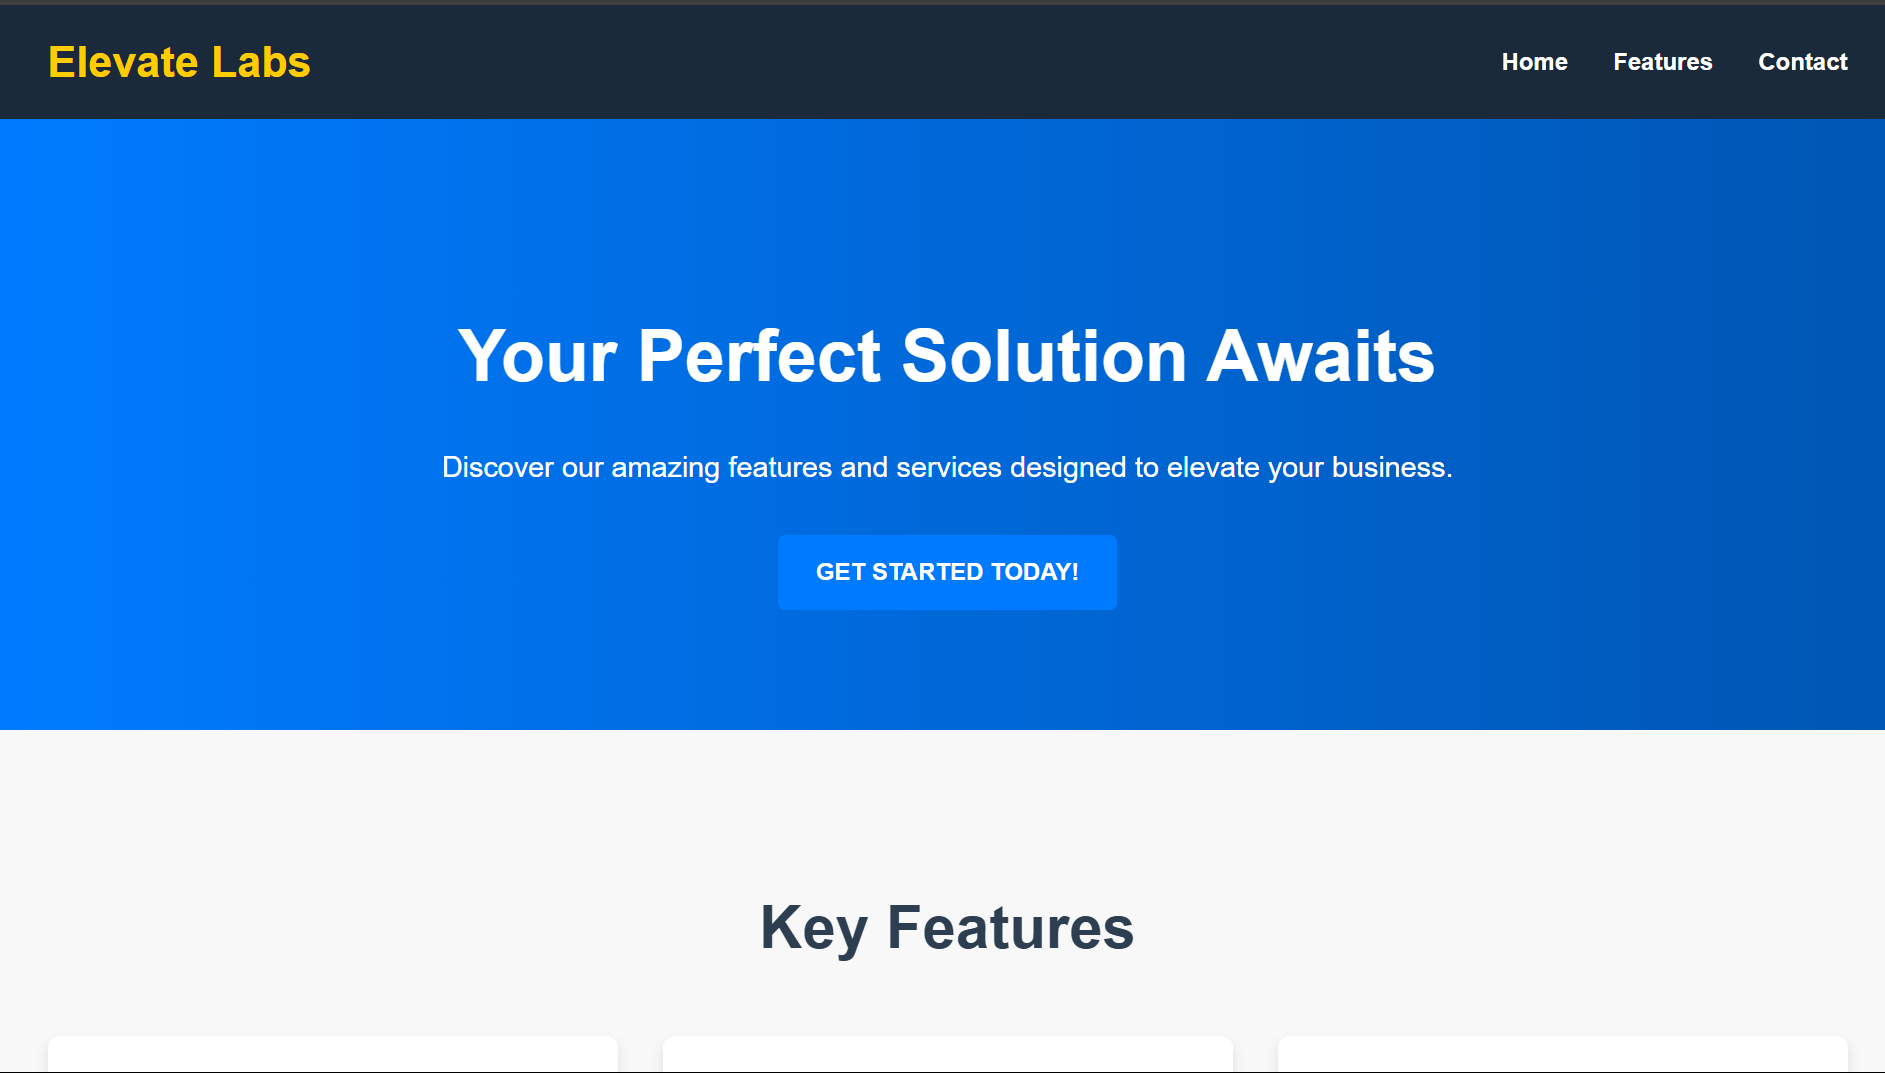 Elevate Labs
Home Features Contact
Your Perfect Solution Awaits
Discover our amazing features and services designed to elevate your business.
GET STARTED TODAY!
Key Features